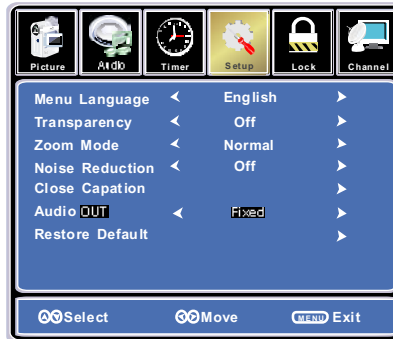 Picture Audio Timer Setup Lock Channel
Menu Language English
Transparency Off
Zoom Mode Normal
Noise Reduction Off
Close Capation
Audio OUT Fixed
Restore Default
Select Move MENU Exit